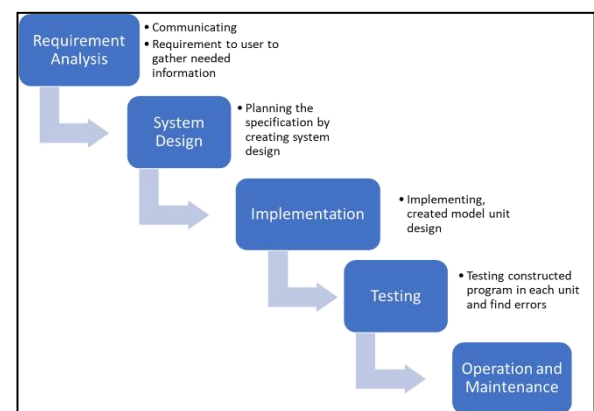 Requirement
Analysis
• Communicating
• Requirement to user to
gather needed
information
System
Design
• Planning the
specification by
creating system
design
Implementation
• Implementing,
created model unit
design
Testing
• Testing constructed
program in each unit
and find errors
Operation and
Maintenance